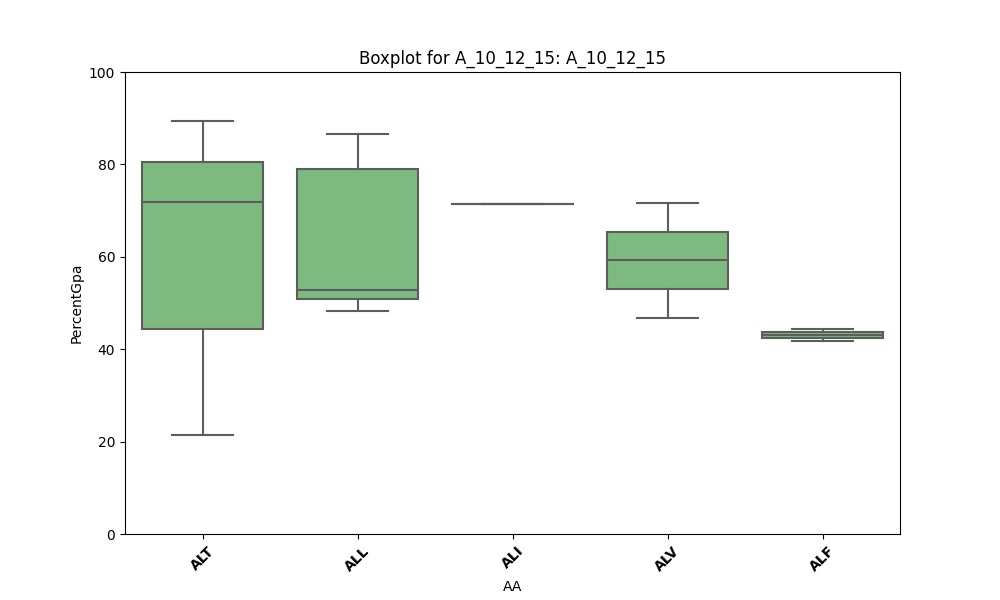 Boxplot for A_10_12_15: A_10_12_15
100
80
60
40
20
0
PercentGpa
ALT
ALL
ALI
ALV
ALF
AA